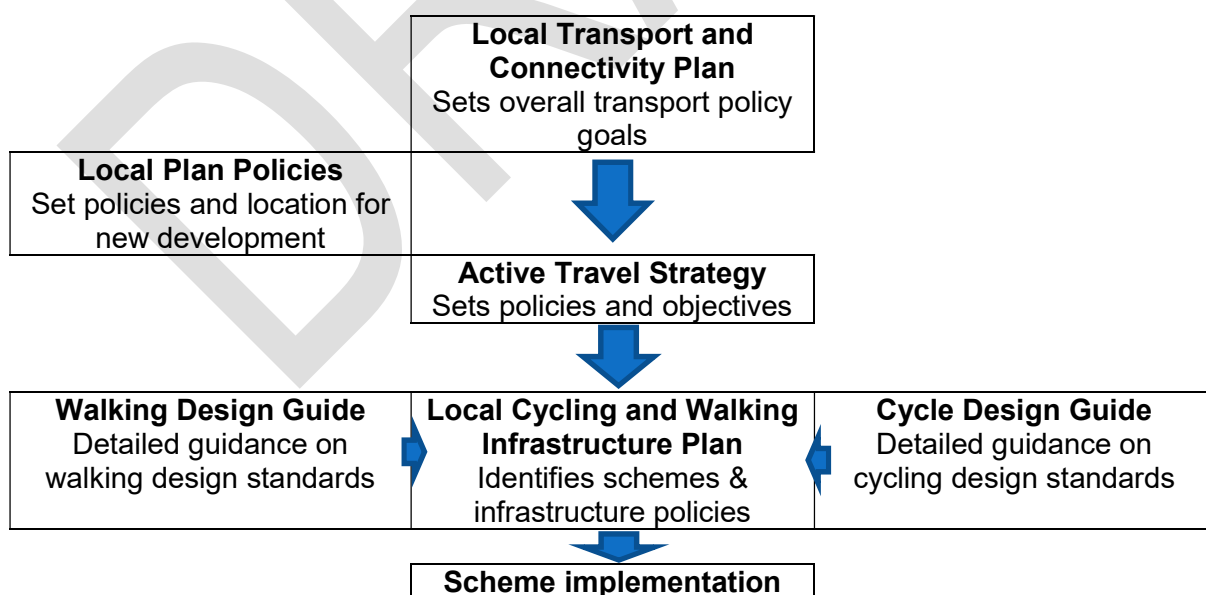 Local Transport and
Connectivity Plan
Sets overall transport policy
goals
Local Plan Policies
Set policies and location for
new development
Active Travel Strategy
Sets policies and objectives
Walking Design Guide
Detailed guidance on
walking design standards
Local Cycling and Walking
Infrastructure Plan
Identifies schemes &
infrastructure policies
Cycle Design Guide
Detailed guidance on
cycling design standards
Scheme implementation